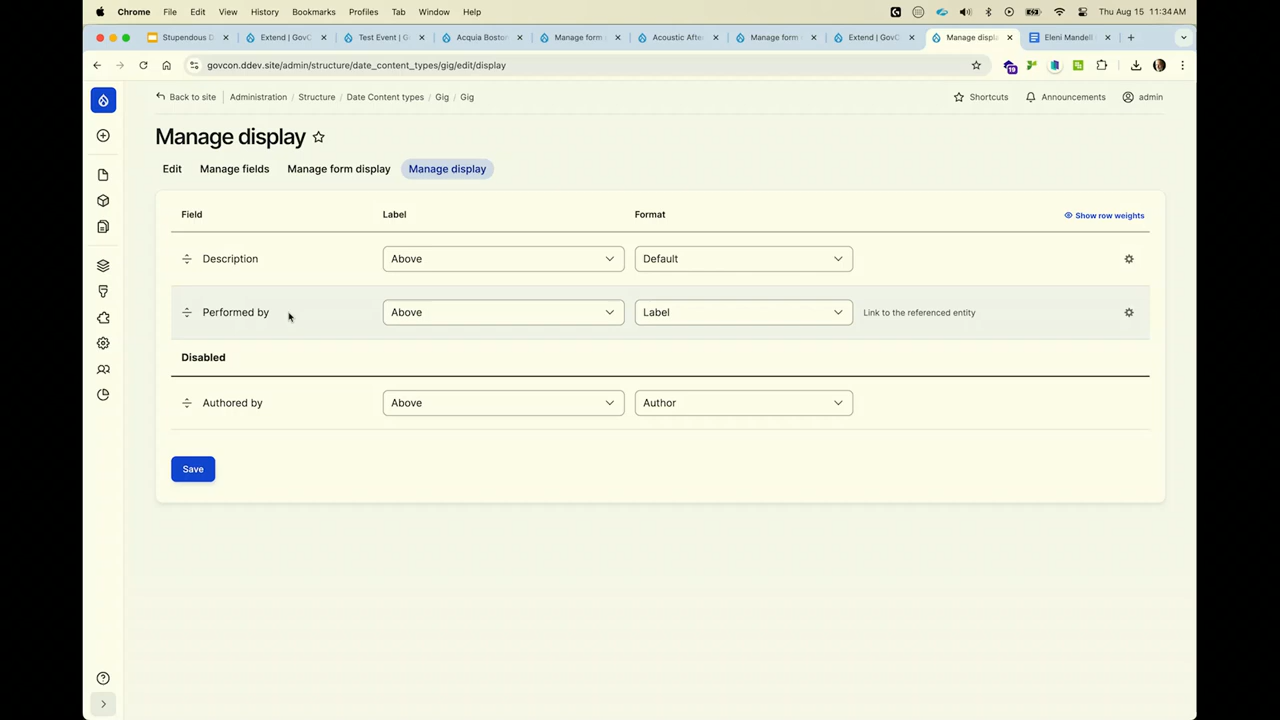 Chrome File Edit View History Bookmarks Profiles Tab Window Help Thu Aug 15 11:34 AM
Stupendous D Extend | GovC Test Event | G Acquia Bosto Manage form Acoustic Afte Manage form Extend | GovC Manage displ Eleni Mandell
govcon.ddev.site/admin/structure/date_content_types/gig/edit/display 19
Back to site Administration / Structure / Date Content types / Gig / Gig Shortcuts Announcements admin
Manage display
Edit Manage fields Manage form display Manage display
Field Label Format Show row weights
Description Above Default
Performed by Above Label Link to the referenced entity
Disabled
Authored by Above Author
Save